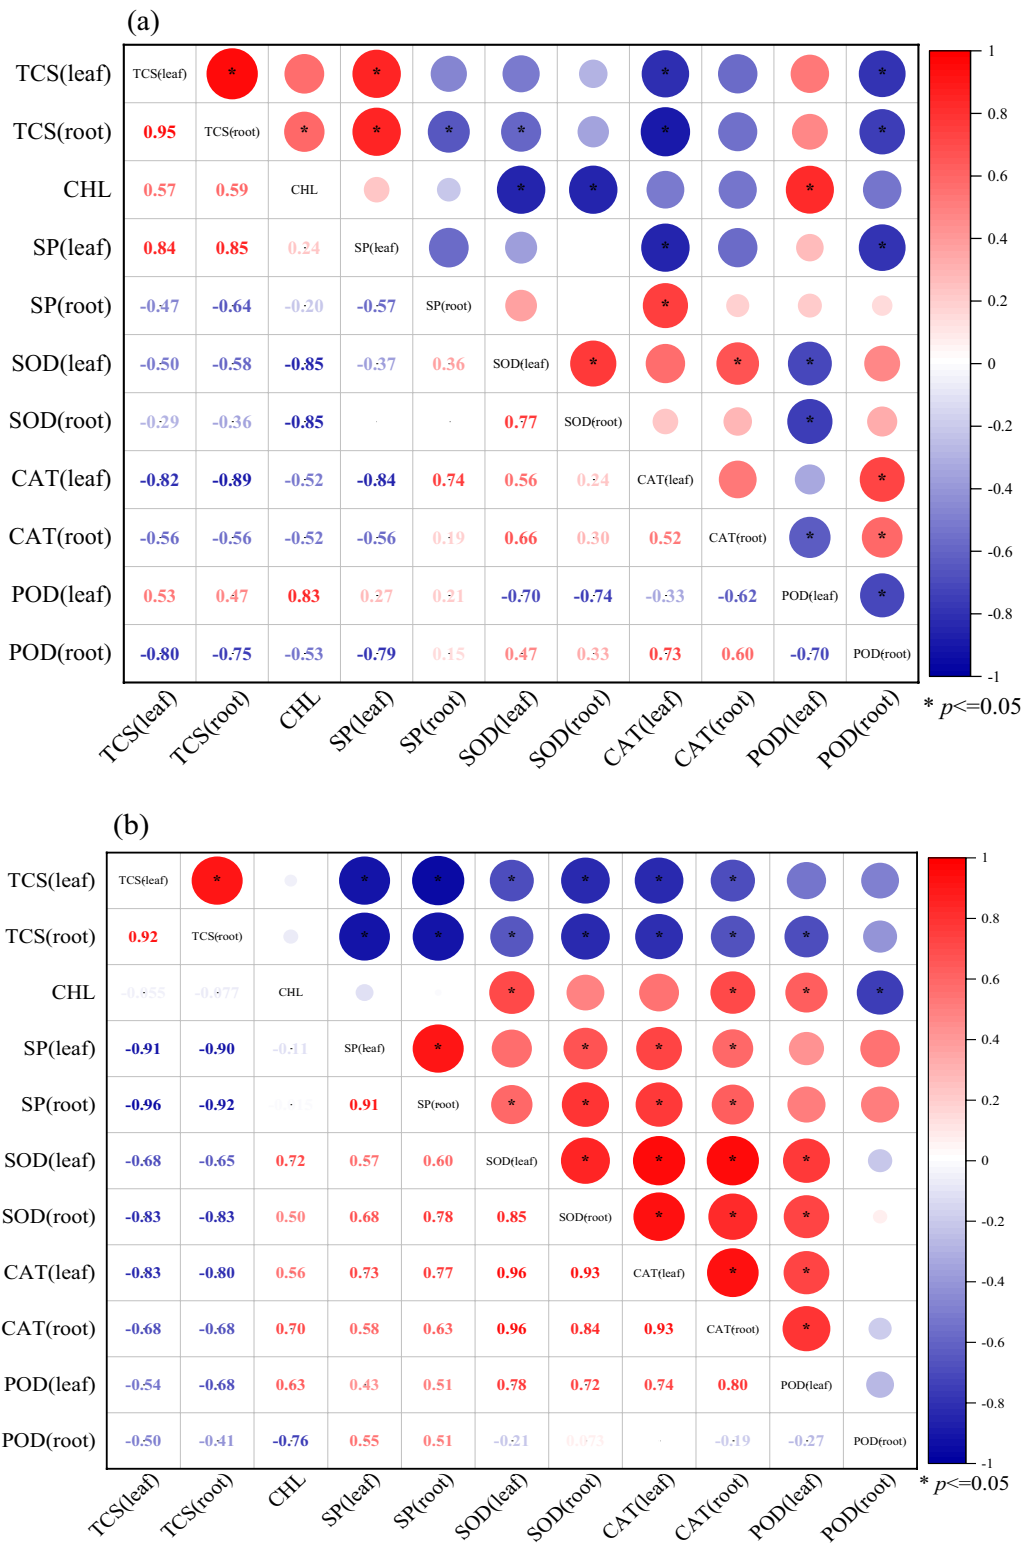 (a)
TCS(leaf) TCS(leaf) * * * * 1
TCS(root) 0.95 TCS(root) * * * * * * 0.8
CHL 0.57 0.59 CHL * * * 0.6
SP(leaf) 0.84 0.85 0.24 SP(leaf) * * 0.4
SP(root) -0.47 -0.64 -0.20 -0.57 SP(root) * 0.2
SOD(leaf) -0.50 -0.58 -0.85 -0.37 0.36 SOD(leaf) * * * 0
SOD(root) -0.29 -0.36 -0.85 0.77 SOD(root) * -0.2
CAT(leaf) -0.82 -0.89 -0.52 -0.84 0.74 0.56 0.24 CAT(leaf) * -0.4
CAT(root) -0.56 -0.56 -0.52 -0.56 0.19 0.66 0.30 0.52 CAT(root) * * -0.6
POD(leaf) 0.53 0.47 0.83 0.27 0.21 -0.70 -0.74 -0.33 -0.62 POD(leaf) * -0.8
POD(root) -0.80 -0.75 -0.53 -0.79 0.15 0.47 0.33 0.73 0.60 -0.70 POD(root) -1
TCS(leaf) TCS(root) CHL SP(leaf) SP(root) SOD(leaf) SOD(root) CAT(leaf) CAT(root) POD(leaf) POD(root)
* p<=0.05
(b)
TCS(leaf) TCS(leaf) * * * * * * * 1
TCS(root) 0.92 TCS(root) * * * * * * * 0.8
CHL -0.055 -0.077 CHL * * * * 0.6
SP(leaf) -0.91 -0.90 -0.11 SP(leaf) * * * * 0.4
SP(root) -0.96 -0.92 0.91 SP(root) * * * * 0.2
SOD(leaf) -0.68 -0.65 0.72 0.57 0.60 SOD(leaf) * * * * 0
SOD(root) -0.83 -0.83 0.50 0.68 0.78 0.85 SOD(root) * * * -0.2
CAT(leaf) -0.83 -0.80 0.56 0.73 0.77 0.96 0.93 CAT(leaf) * * -0.4
CAT(root) -0.68 -0.68 0.70 0.58 0.63 0.96 0.84 0.93 CAT(root) * -0.6
POD(leaf) -0.54 -0.68 0.63 0.43 0.51 0.78 0.72 0.74 0.80 POD(leaf) -0.8
POD(root) -0.50 -0.41 -0.76 0.55 0.51 -0.21 0.073 -0.19 -0.27 POD(root) -1
TCS(leaf) TCS(root) CHL SP(leaf) SP(root) SOD(leaf) SOD(root) CAT(leaf) CAT(root) POD(leaf) POD(root)
* p<=0.05